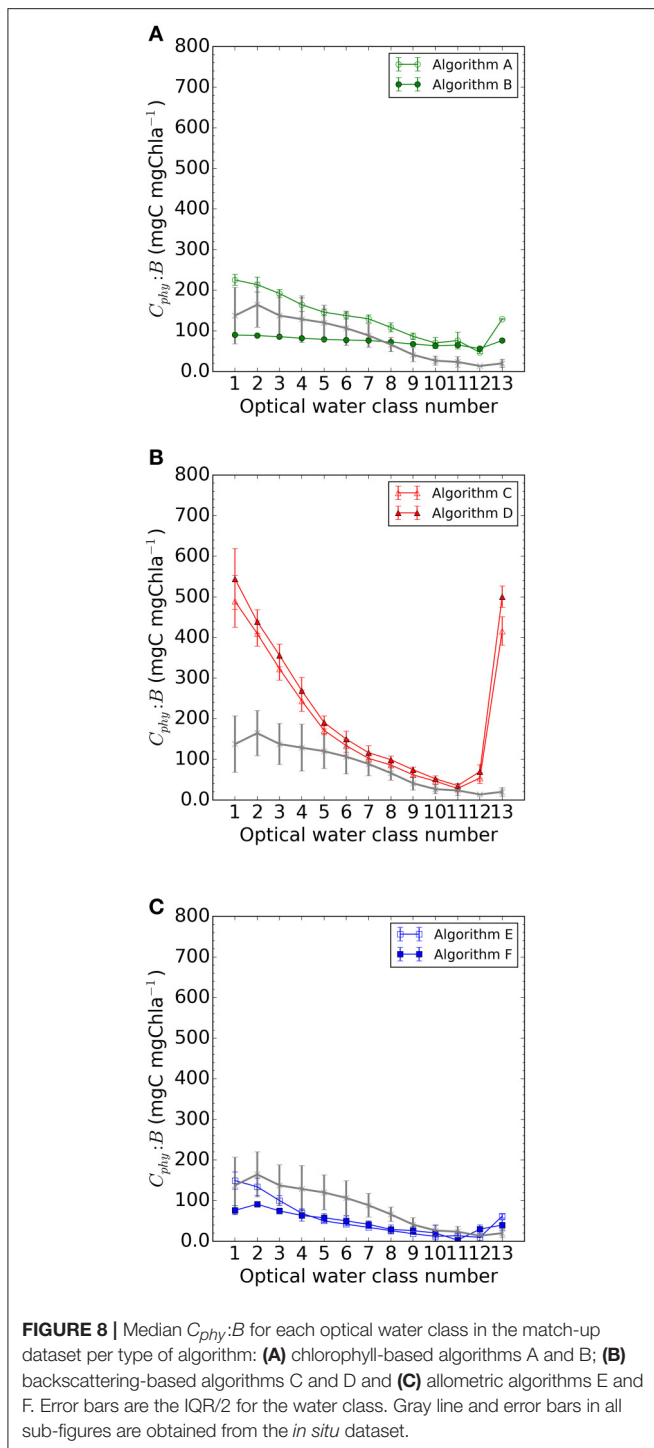 A
800
700
600
500
400
300
200
100
0.0
C_phy:B (mgC mgChla⁻¹)
Algorithm A
Algorithm B
1 2 3 4 5 6 7 8 9 10 11 12 13
Optical water class number
B
800
700
600
500
400
300
200
100
0.0
C_phy:B (mgC mgChla⁻¹)
Algorithm C
Algorithm D
1 2 3 4 5 6 7 8 9 10 11 12 13
Optical water class number
C
800
700
600
500
400
300
200
100
0.0
C_phy:B (mgC mgChla⁻¹)
Algorithm E
Algorithm F
1 2 3 4 5 6 7 8 9 10 11 12 13
Optical water class number
FIGURE 8 | Median C_phy:B for each optical water class in the match-up
dataset per type of algorithm: (A) chlorophyll-based algorithms A and B; (B)
backscattering-based algorithms C and D and (C) allometric algorithms E and
F. Error bars are the IQR/2 for the water class. Gray line and error bars in all
sub-figures are obtained from the in situ dataset.